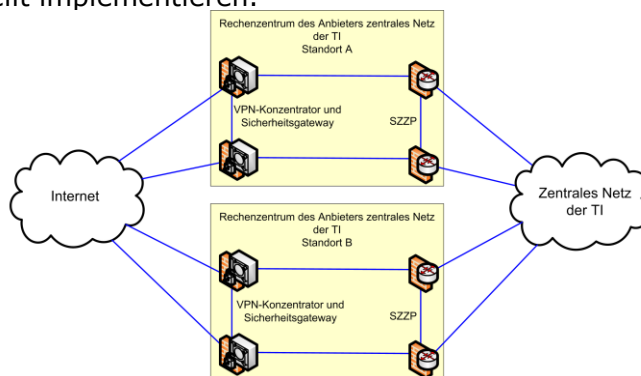 implementieren.
Rechenzentrum des Anbieters zentrales Netz
der TI
Standort A
VPN-Konzentrator und
Sicherheitsgateway
SZZP
Internet
Zentrales Netz
der TI
Rechenzentrum des Anbieters zentrales Netz
der TI
Standort B
VPN-Konzentrator und
Sicherheitsgateway
SZZP